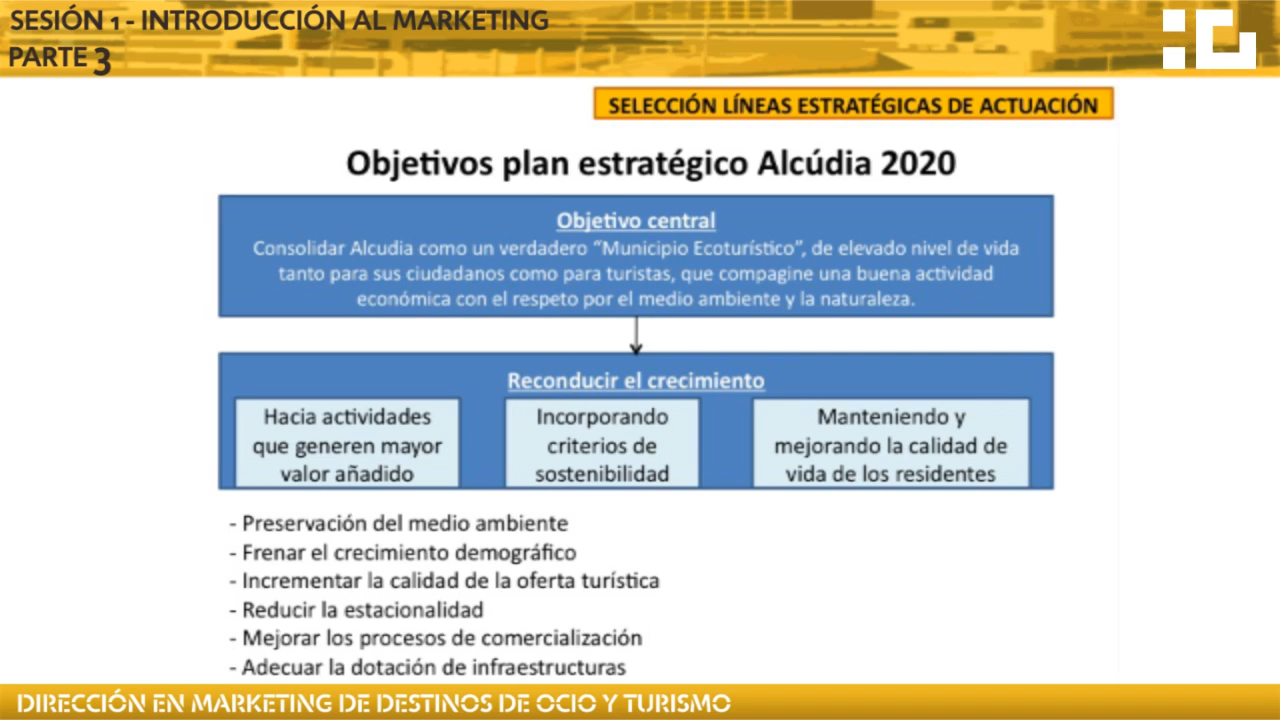 SESIÓN 1 - INTRODUCCIÓN AL MARKETING
PARTE 3
SELECCIÓN LÍNEAS ESTRATÉGICAS DE ACTUACIÓN
Objetivos plan estratégico Alcúdia 2020
Objetivo central
Consolidar Alcudia como un verdadero “Municipio Ecoturístico”, de elevado nivel de vida
tanto para sus ciudadanos como para turistas, que compagine una buena actividad
económica con el respeto por el medio ambiente y la naturaleza.
Reconducir el crecimiento
Hacia actividades
que generen mayor
valor añadido
Incorporando
criterios de
sostenibilidad
Manteniendo y
mejorando la calidad de
vida de los residentes
- Preservación del medio ambiente
- Frenar el crecimiento demográfico
- Incrementar la calidad de la oferta turística
- Reducir la estacionalidad
- Mejorar los procesos de comercialización
- Adecuar la dotación de infraestructuras
DIRECCIÓN EN MARKETING DE DESTINOS DE OCIO Y TURISMO